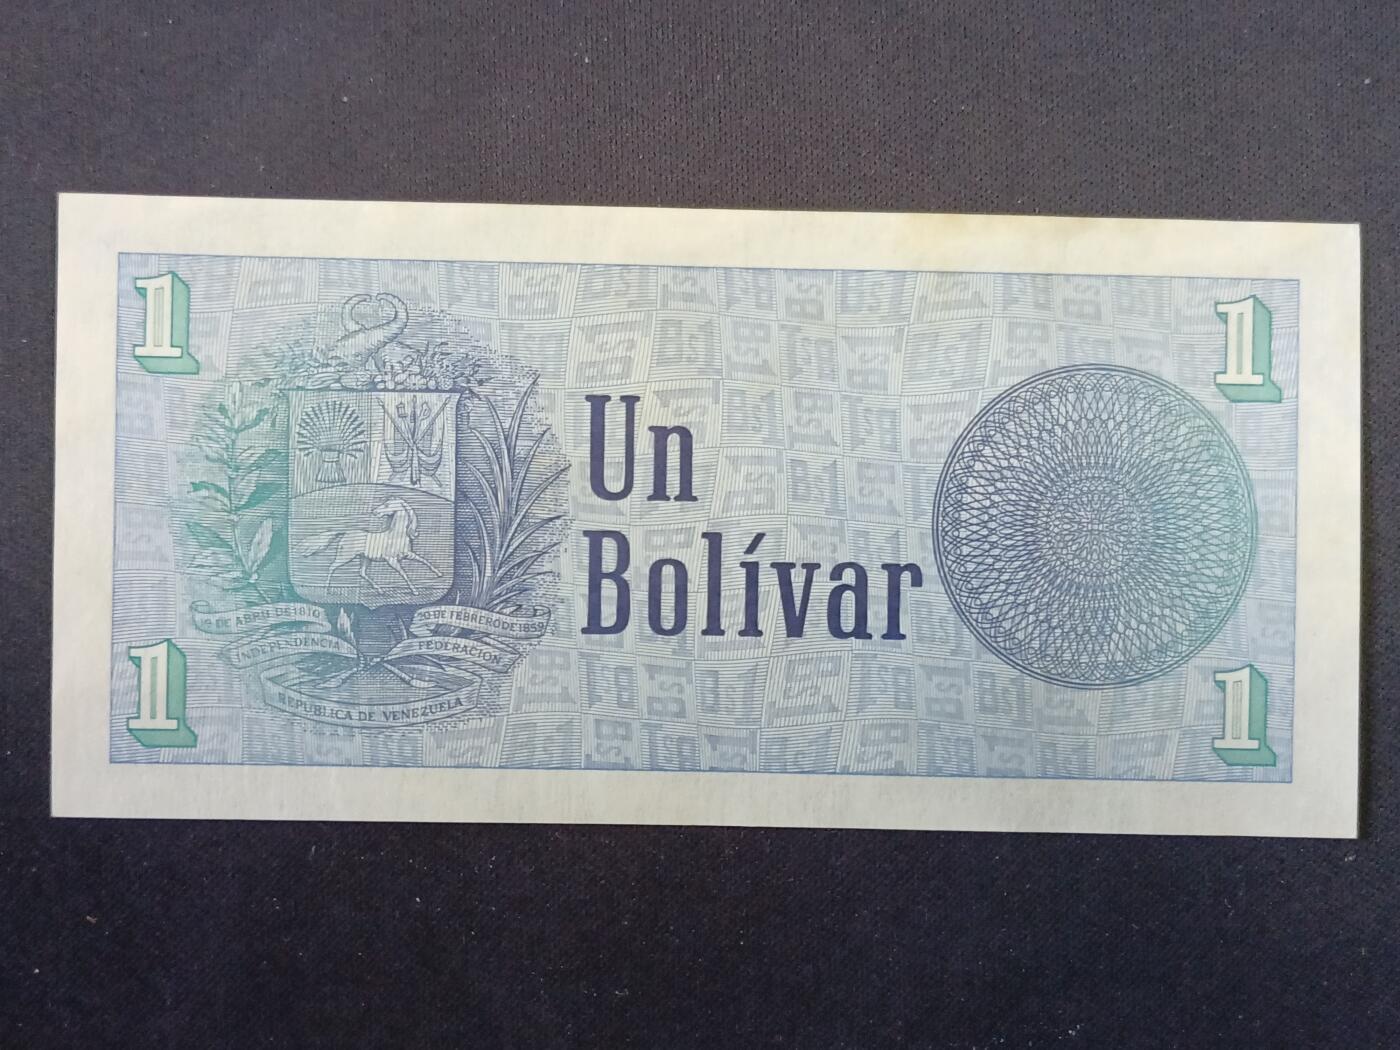 1
1
Un
Bolívar
19 DE ABRIL DE 1810
20 DE FEBRERO DE 1859
INDEPENDENCIA
FEDERACION
REPUBLICA DE VENEZUELA
1
1